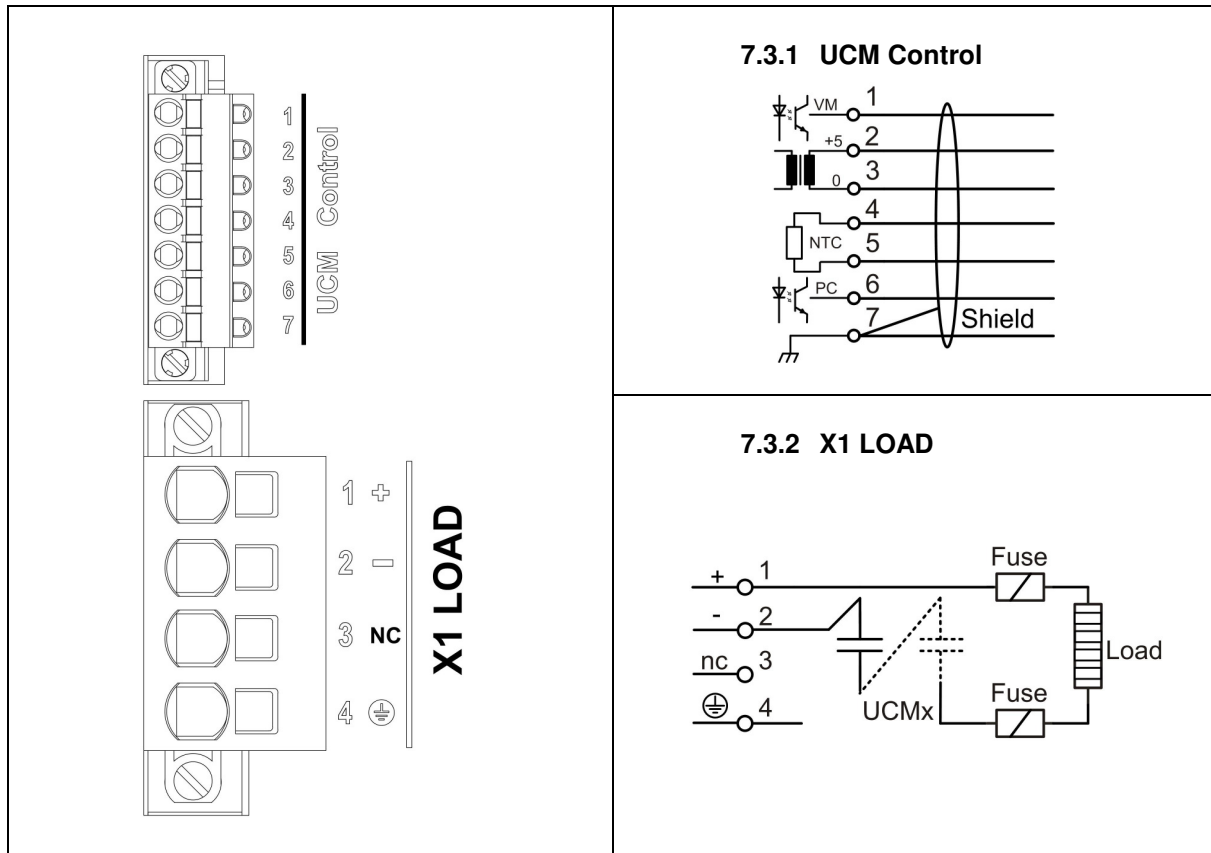 1
2
3
4
5
6
7
UCM Control
1 +
2 −
3 NC
4
X1 LOAD
7.3.1 UCM Control
VM 1
+5 2
0 3
4
NTC 5
PC 6
7 Shield
7.3.2 X1 LOAD
+ 1
- 2
nc 3
4
UCMx
Fuse
Load
Fuse